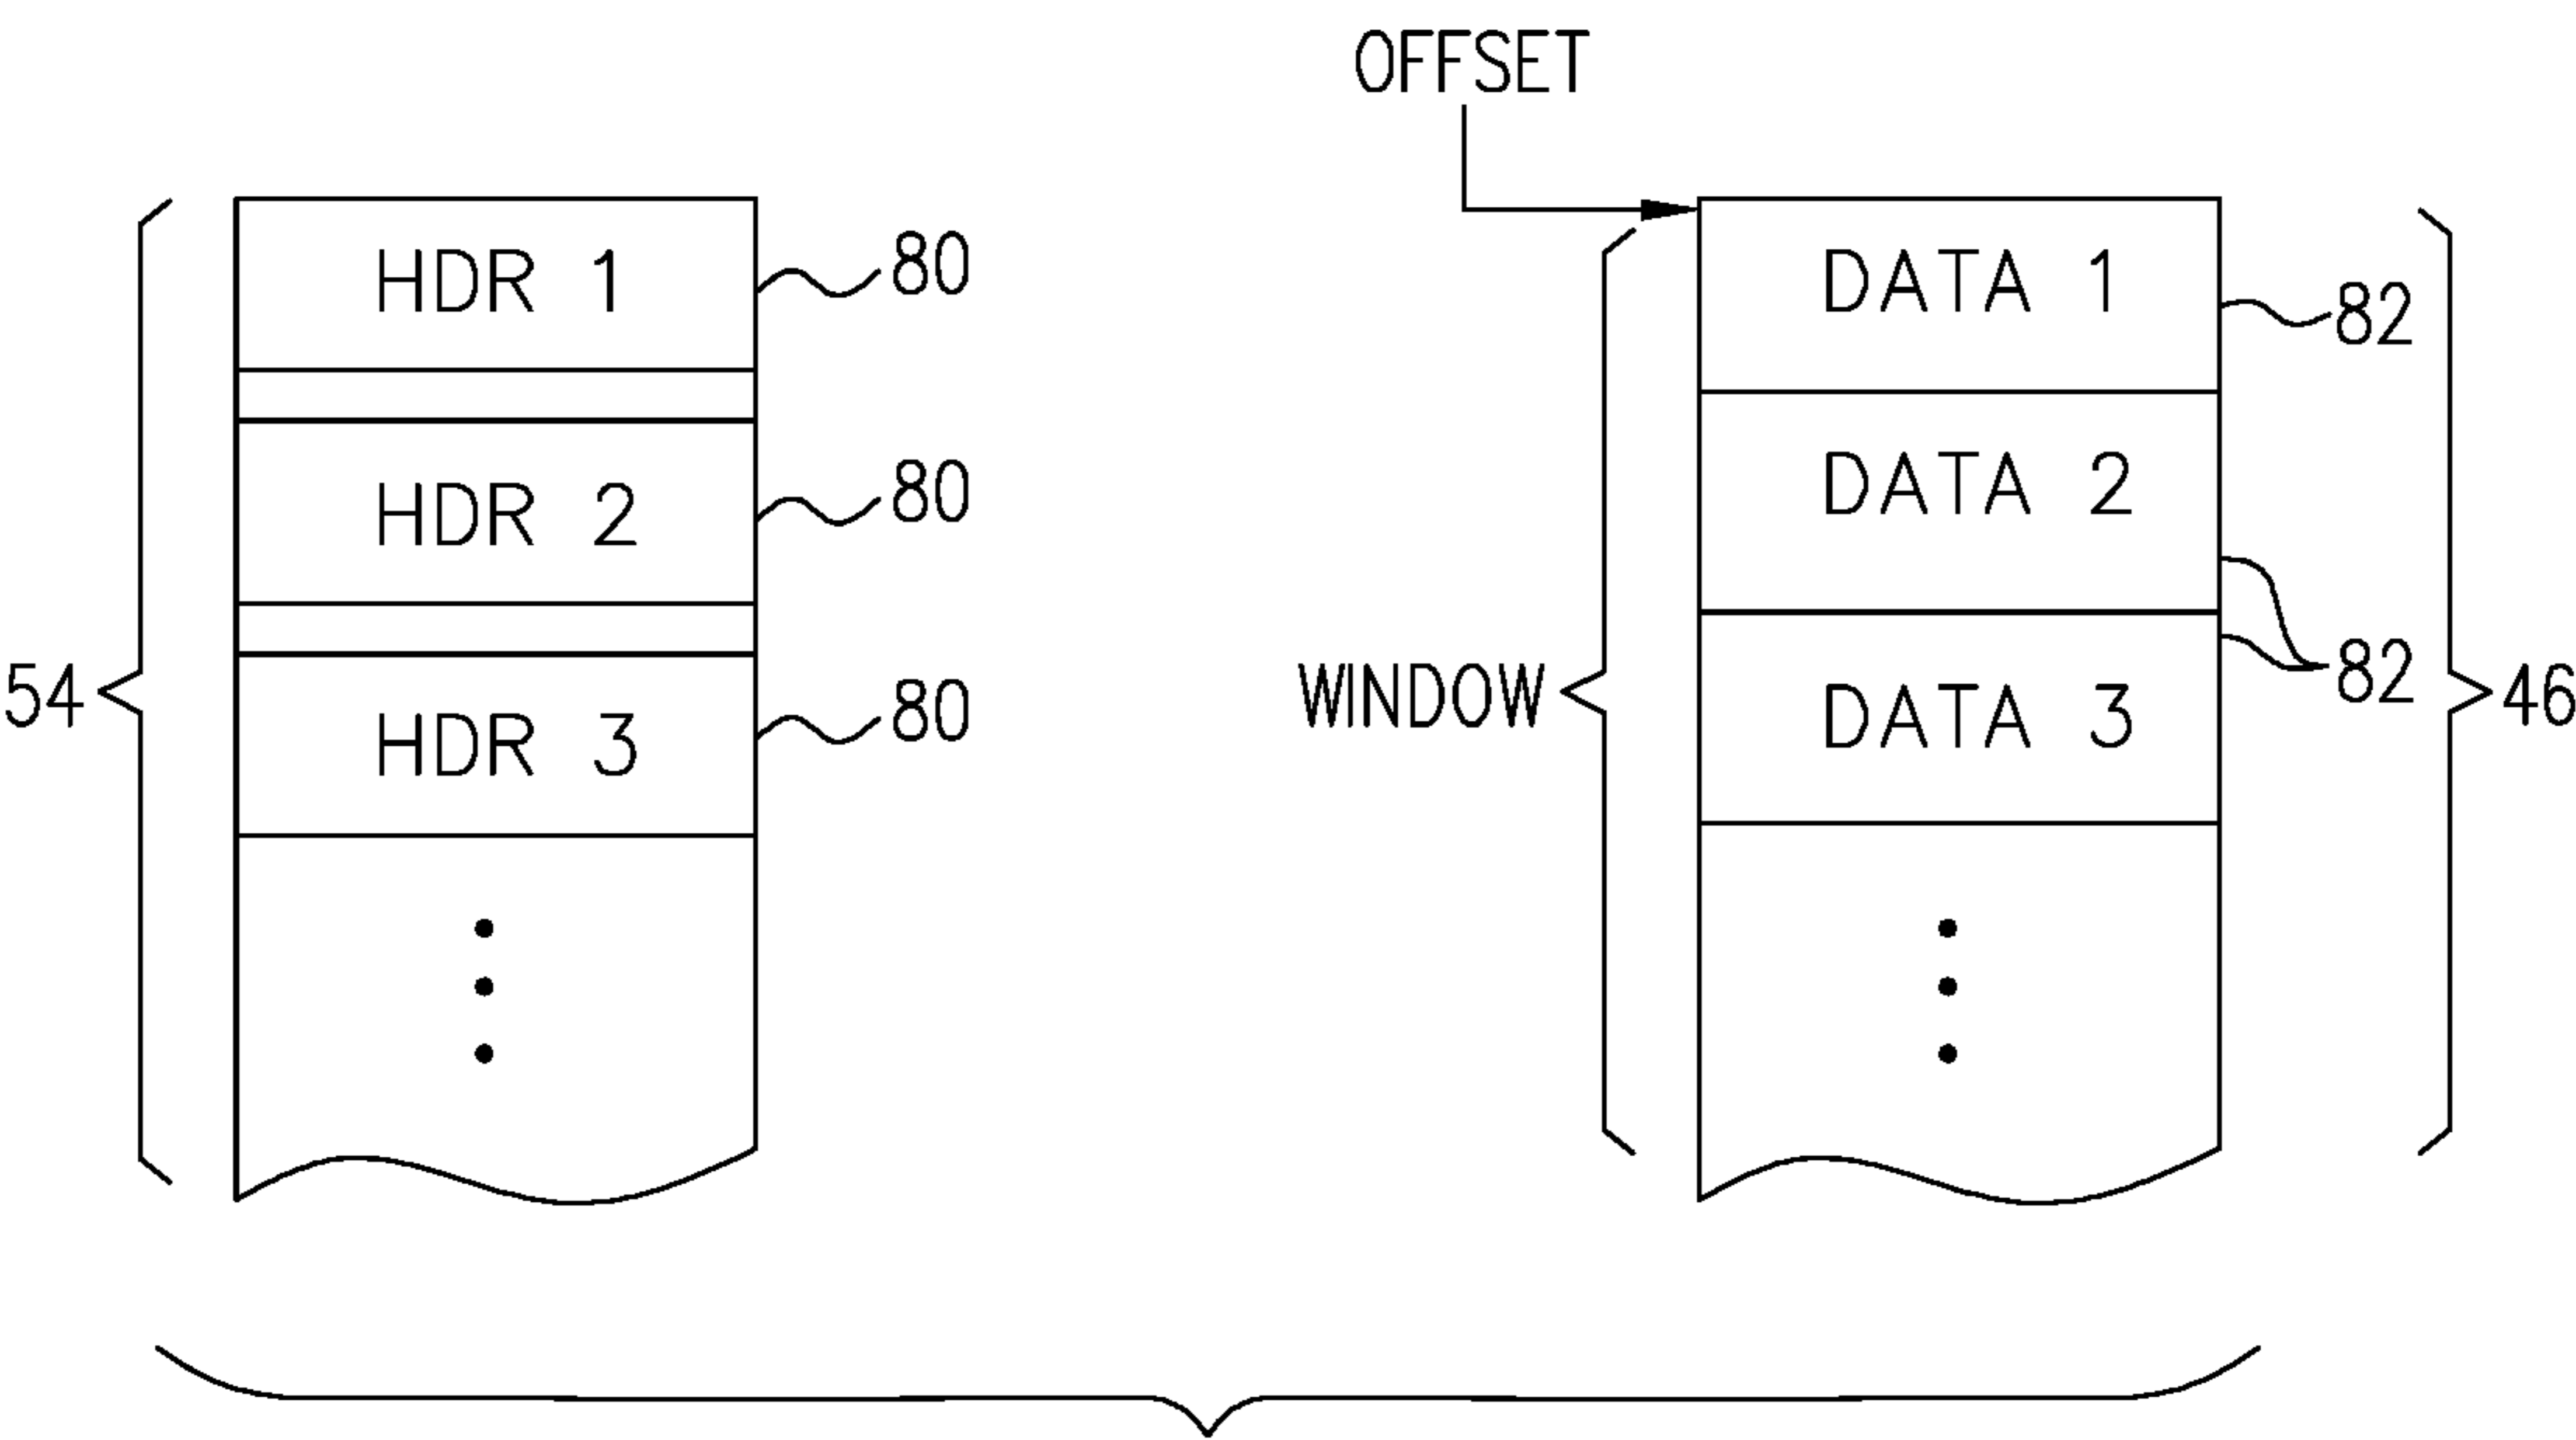 OFFSET
HDR 1
80
DATA 1
82
HDR 2
80
DATA 2
54
HDR 3
80
WINDOW
DATA 3
82
46